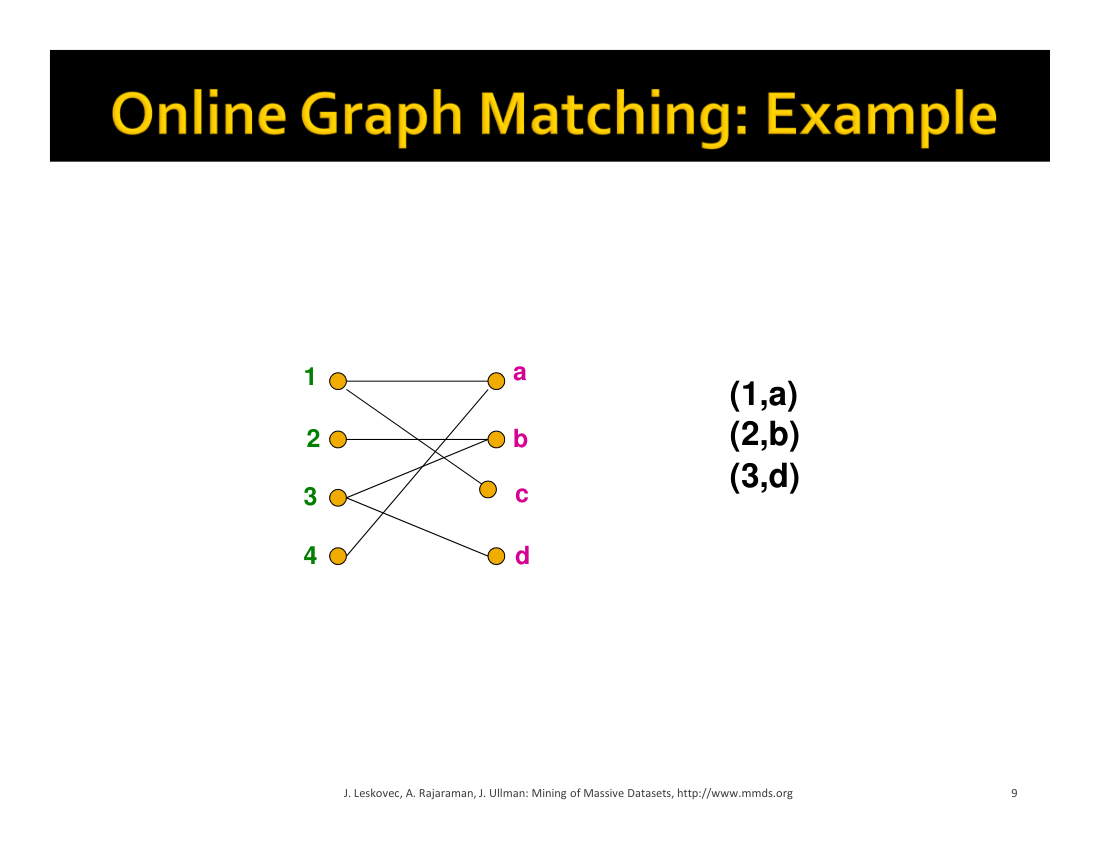 Online Graph Matching: Example
1
a
2
b
3
c
4
d
(1,a)
(2,b)
(3,d)
J. Leskovec, A. Rajaraman, J. Ullman: Mining of Massive Datasets, http://www.mmds.org
9